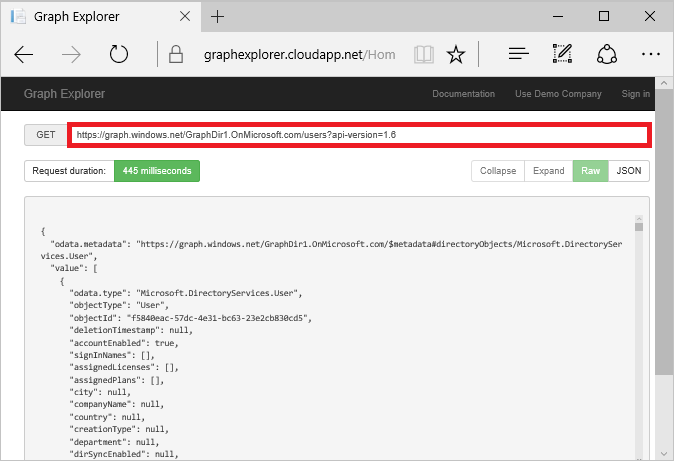 Graph Explorer
graphexplorer.cloudapp.net/Hom
Graph Explorer Documentation Use Demo Company Sign in
GET https://graph.windows.net/GraphDir1.OnMicrosoft.com/users?api-version=1.6
Request duration: 445 milliseconds Collapse Expand Raw JSON
{
"odata.metadata": "https://graph.windows.net/GraphDir1.OnMicrosoft.com/$metadata#directoryObjects/Microsoft.DirectorySer
vices.User",
"value": [
{
"odata.type": "Microsoft.DirectoryServices.User",
"objectType": "User",
"objectId": "f5840eac-57dc-4e31-bc63-23e2cb830cd5",
"deletionTimestamp": null,
"accountEnabled": true,
"signInNames": [],
"assignedLicenses": [],
"assignedPlans": [],
"city": null,
"companyName": null,
"country": null,
"creationType": null,
"department": null,
"dirSyncEnabled": null,